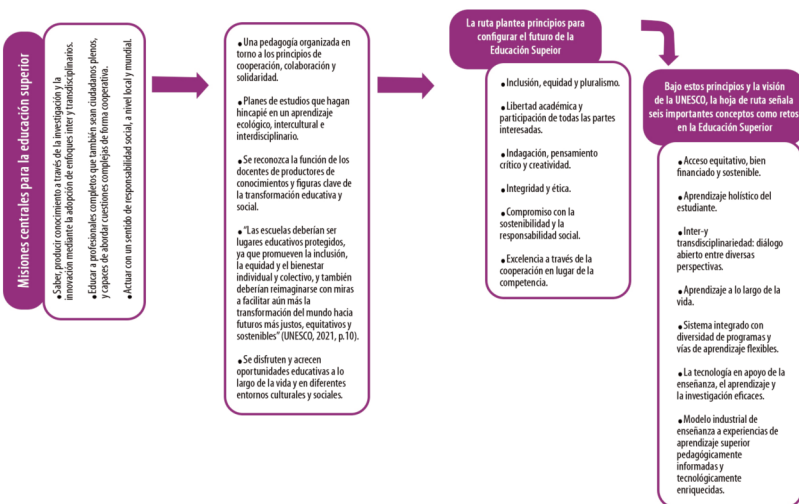 Misiones centrales para la educación superior
• Saber, producir conocimiento a través de la investigación y la
innovación mediante la adopción de enfoques inter y transdisciplinarios.
• Educar a profesionales completos que también sean ciudadanos plenos,
y capaces de abordar cuestiones complejas de forma cooperativa.
• Actuar con un sentido de responsabilidad social, a nivel local y mundial.
• Una pedagogía organizada en
torno a los principios de
cooperación, colaboración y
solidaridad.
• Planes de estudios que hagan
hincapié en un aprendizaje
ecológico, intercultural e
interdisciplinario.
• Se reconozca la función de los
docentes de productores de
conocimientos y figuras clave de
la transformación educativa y
social.
• "Las escuelas deberían ser
lugares educativos protegidos,
ya que promueven la inclusión,
la equidad y el bienestar
individual y colectivo, y también
deberían reimaginarse con miras
a facilitar aún más la
transformación del mundo hacia
futuros más justos, equitativos y
sostenibles" (UNESCO, 2021, p.10).
• Se disfruten y acrecen
oportunidades educativas a lo
largo de la vida y en diferentes
entornos culturales y sociales.
La ruta plantea principios para
configurar el futuro de la
Educación Supeior
• Inclusión, equidad y pluralismo.
• Libertad académica y
participación de todas las partes
interesadas.
• Indagación, pensamiento
crítico y creatividad.
• Integridad y ética.
• Compromiso con la
sostenibilidad y la
responsabilidad social.
• Excelencia a través de la
cooperación en lugar de la
competencia.
Bajo estos principios y la visión
de la UNESCO, la hoja de ruta señala
seis importantes conceptos como retos
en la Educación Superior
• Acceso equitativo, bien
financiado y sostenible.
• Aprendizaje holístico del
estudiante.
• Inter-y
transdisciplinariedad: diálogo
abierto entre diversas
perspectivas.
• Aprendizaje a lo largo de la
vida.
• Sistema integrado con
diversidad de programas y
vías de aprendizaje flexibles.
• La tecnología en apoyo de la
enseñanza, el aprendizaje y
la investigación eficaces.
• Modelo industrial de
enseñanza a experiencias de
aprendizaje superior
pedagógicamente
informadas y
tecnológicamente
enriquecidas.